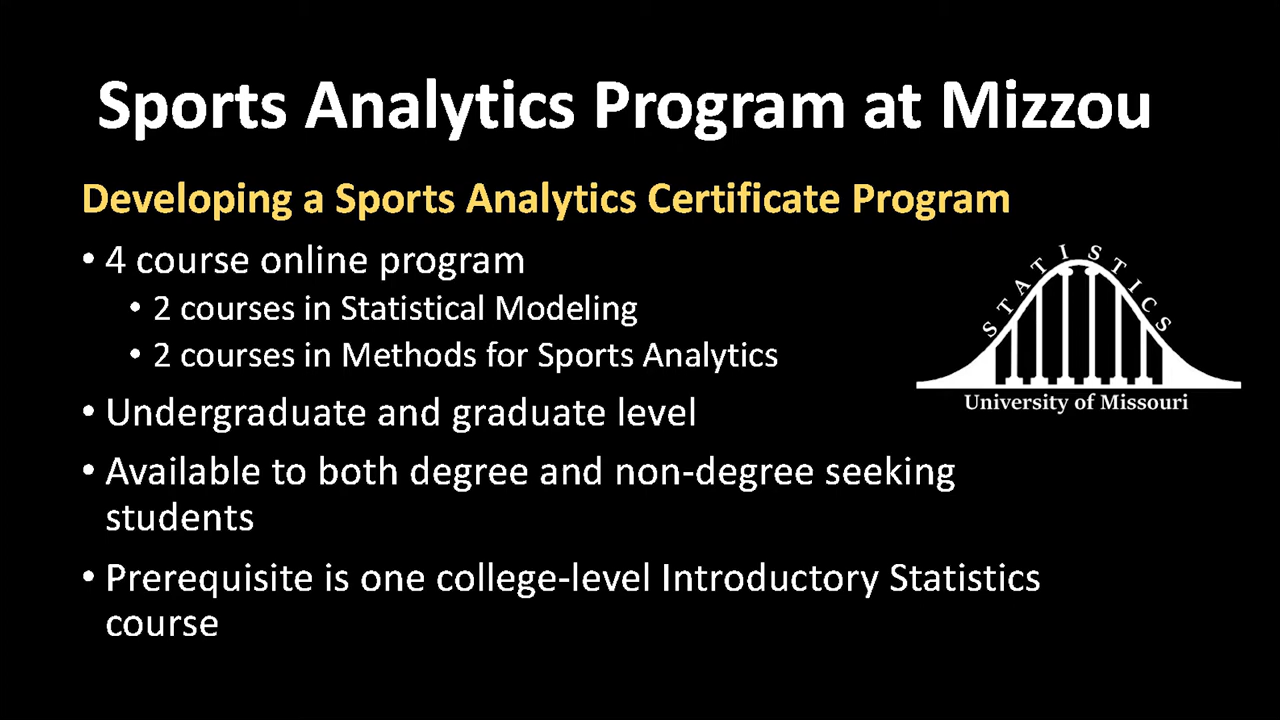 Sports Analytics Program at Mizzou
Developing a Sports Analytics Certificate Program
• 4 course online program
• 2 courses in Statistical Modeling
• 2 courses in Methods for Sports Analytics
• Undergraduate and graduate level
• Available to both degree and non-degree seeking
students
• Prerequisite is one college-level Introductory Statistics
course
STATISTICS
University of Missouri